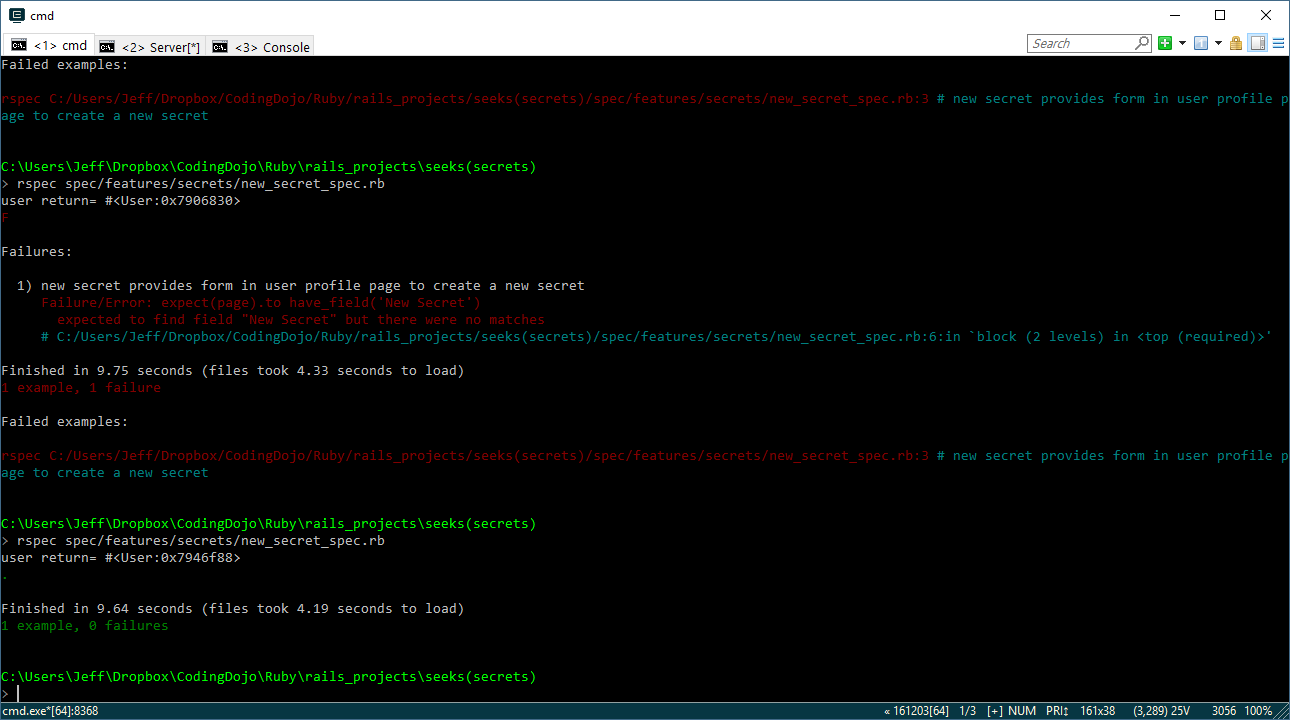 cmd
<1> cmd
<2> Server[*]
<3> Console
Search
Failed examples:
rspec C:/Users/Jeff/Dropbox/CodingDojo/Ruby/rails_projects/seeks(secrets)/spec/features/secrets/new_secret_spec.rb:3 # new secret provides form in user profile p
age to create a new secret
C:\Users\Jeff\Dropbox\CodingDojo\Ruby\rails_projects\seeks(secrets)
> rspec spec/features/secrets/new_secret_spec.rb
user return= #<User:0x7906830>
F
Failures:
1) new secret provides form in user profile page to create a new secret
Failure/Error: expect(page).to have_field('New Secret')
expected to find field "New Secret" but there were no matches
# C:/Users/Jeff/Dropbox/CodingDojo/Ruby/rails_projects/seeks(secrets)/spec/features/secrets/new_secret_spec.rb:6:in `block (2 levels) in <top (required)>'
Finished in 9.75 seconds (files took 4.33 seconds to load)
1 example, 1 failure
Failed examples:
rspec C:/Users/Jeff/Dropbox/CodingDojo/Ruby/rails_projects/seeks(secrets)/spec/features/secrets/new_secret_spec.rb:3 # new secret provides form in user profile p
age to create a new secret
C:\Users\Jeff\Dropbox\CodingDojo\Ruby\rails_projects\seeks(secrets)
> rspec spec/features/secrets/new_secret_spec.rb
user return= #<User:0x7946f88>
.
Finished in 9.64 seconds (files took 4.19 seconds to load)
1 example, 0 failures
C:\Users\Jeff\Dropbox\CodingDojo\Ruby\rails_projects\seeks(secrets)
>
cmd.exe*[64]:8368
« 161203[64] 1/3 [+] NUM PRI↕ 161x38 (3,289) 25V 3056 100%